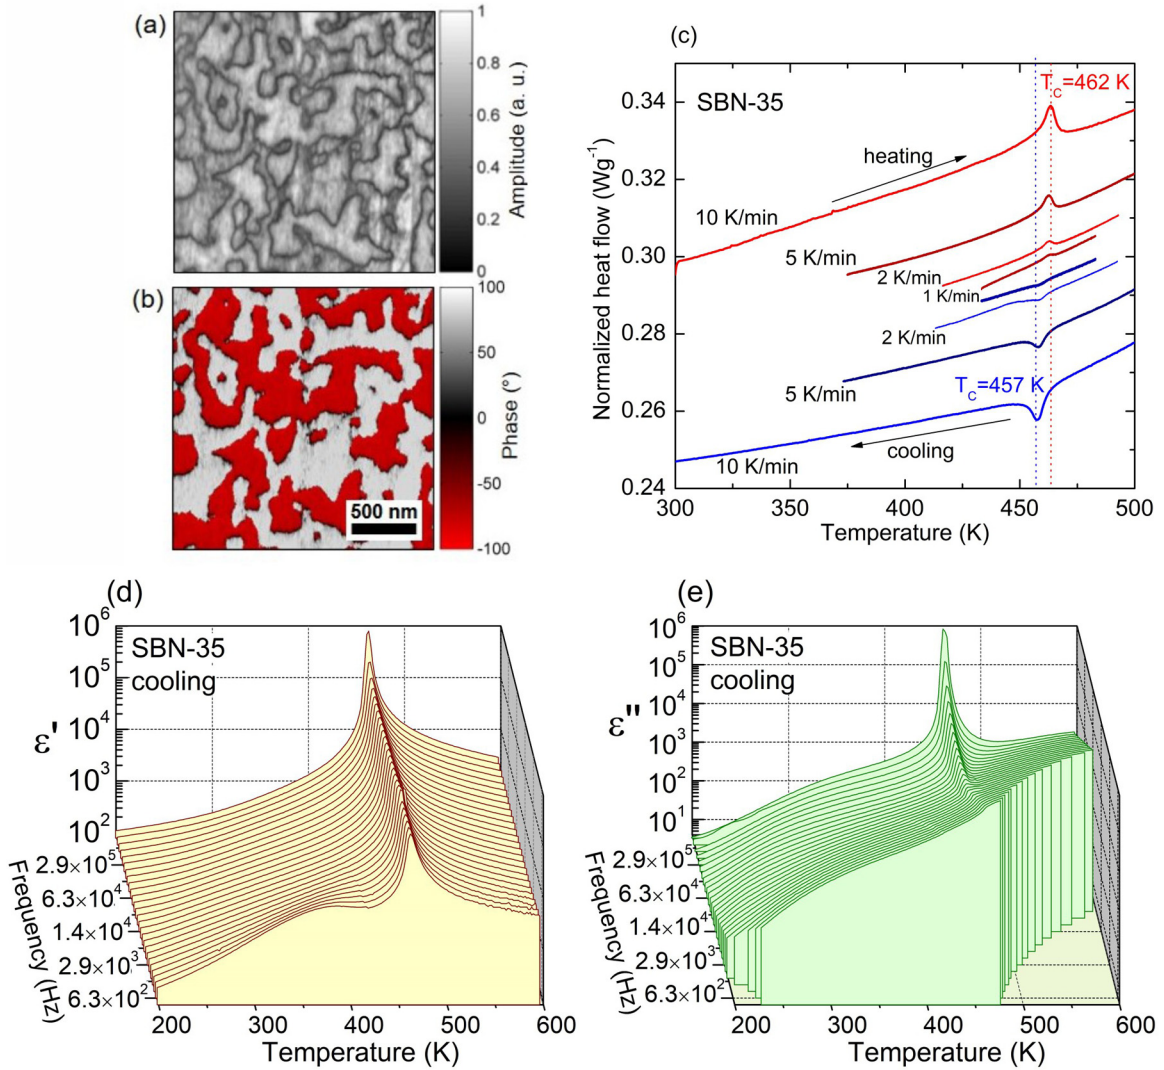 (a)
1
0.8
0.6
0.4
0.2
0
Amplitude (a. u.)
(b)
100
50
0
-50
-100
Phase (°)
500 nm
(c)
SBN-35
T_C=462 K
heating
10 K/min
5 K/min
2 K/min
1 K/min
2 K/min
5 K/min
T_C=457 K
10 K/min
cooling
0.34
0.32
0.30
0.28
0.26
0.24
Normalized heat flow (Wg⁻¹)
300
350
400
450
500
Temperature (K)
(d)
SBN-35
cooling
ε'
10⁶
10⁵
10⁴
10³
10²
2.9×10⁵
6.3×10⁴
1.4×10⁴
2.9×10³
6.3×10²
Frequency (Hz)
200
300
400
500
600
Temperature (K)
(e)
SBN-35
cooling
ε"
10⁶
10⁵
10⁴
10³
10²
10¹
2.9×10⁵
6.3×10⁴
1.4×10⁴
2.9×10³
6.3×10²
Frequency (Hz)
200
300
400
500
600
Temperature (K)